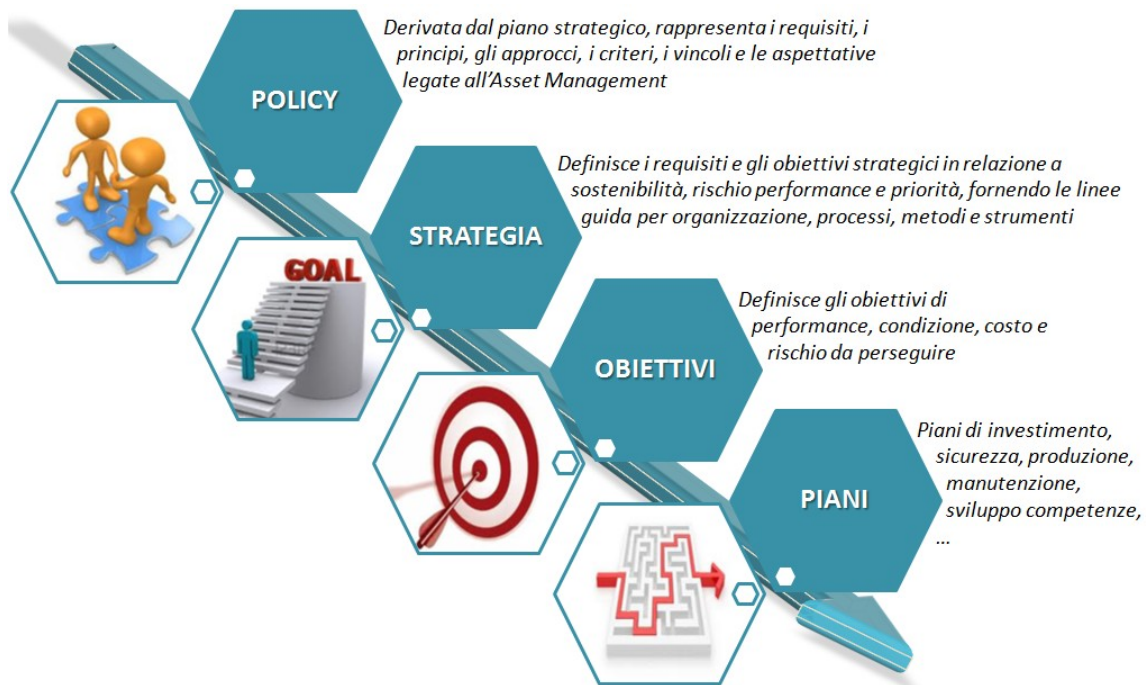 POLICY
Derivata dal piano strategico, rappresenta i requisiti, i
principi, gli approcci, i criteri, i vincoli e le aspettative
legate all'Asset Management
STRATEGIA
Definisce i requisiti e gli obiettivi strategici in relazione a
sostenibilità, rischio performance e priorità, fornendo le linee
guida per organizzazione, processi, metodi e strumenti
GOAL
OBIETTIVI
Definisce gli obiettivi di
performance, condizione, costo e
rischio da perseguire
PIANI
Piani di investimento,
sicurezza, produzione,
manutenzione,
sviluppo competenze,
...